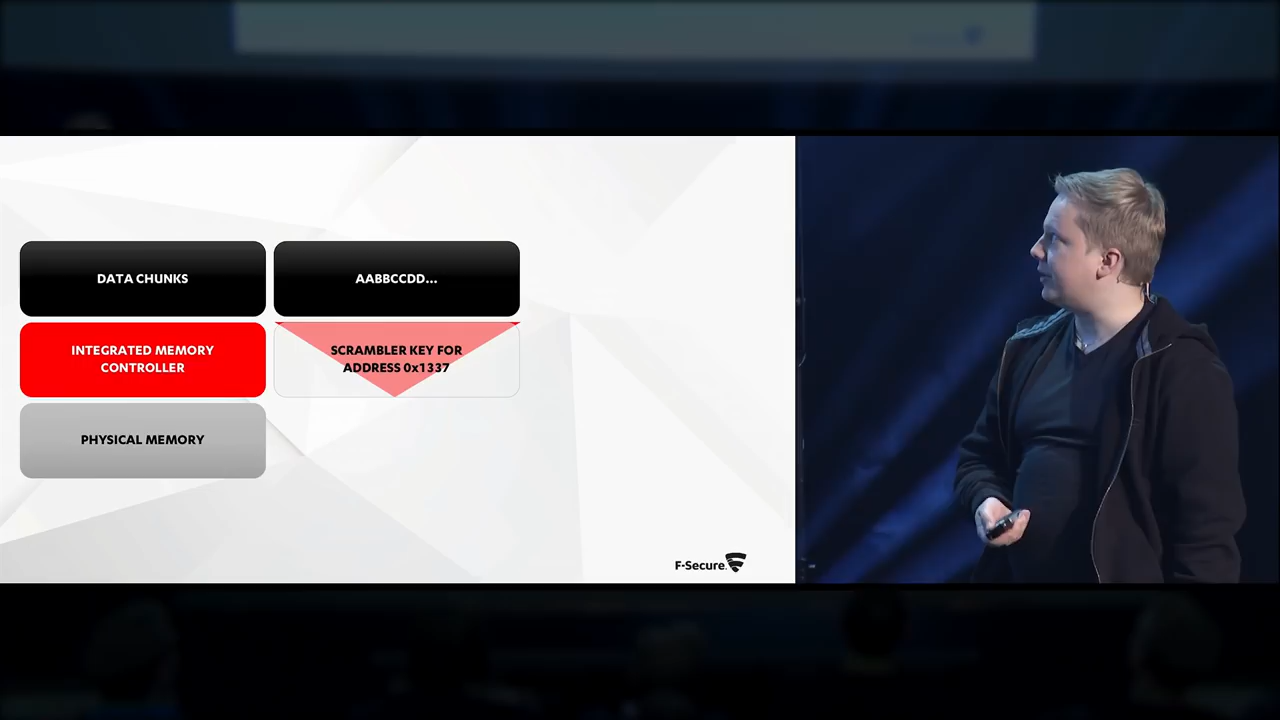 DATA CHUNKS
AABBCCDD...
INTEGRATED MEMORY
CONTROLLER
SCRAMBLER KEY FOR
ADDRESS 0x1337
PHYSICAL MEMORY
F-Secure.